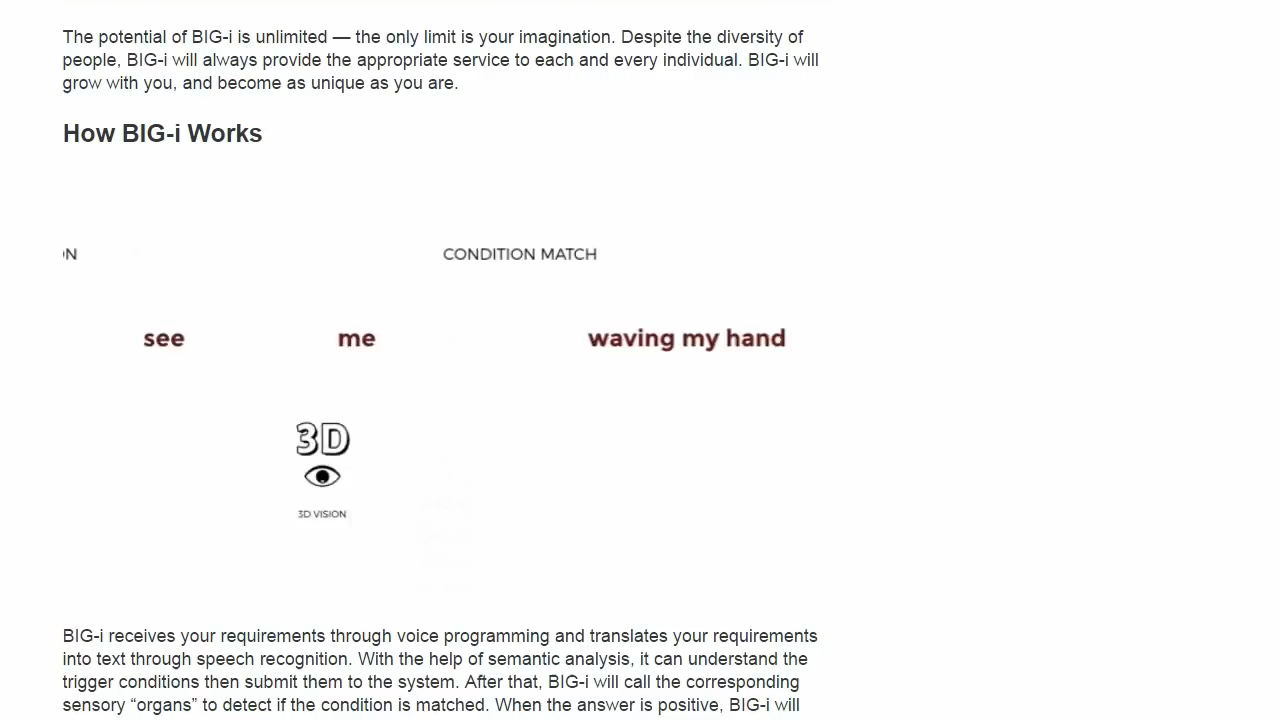 The potential of BIG-i is unlimited — the only limit is your imagination. Despite the diversity of
people, BIG-i will always provide the appropriate service to each and every individual. BIG-i will
grow with you, and become as unique as you are.
How BIG-i Works
CONDITION MATCH
see me waving my hand
3D
3D VISION
BIG-i receives your requirements through voice programming and translates your requirements
into text through speech recognition. With the help of semantic analysis, it can understand the
trigger conditions then submit them to the system. After that, BIG-i will call the corresponding
sensory “organs” to detect if the condition is matched. When the answer is positive, BIG-i will